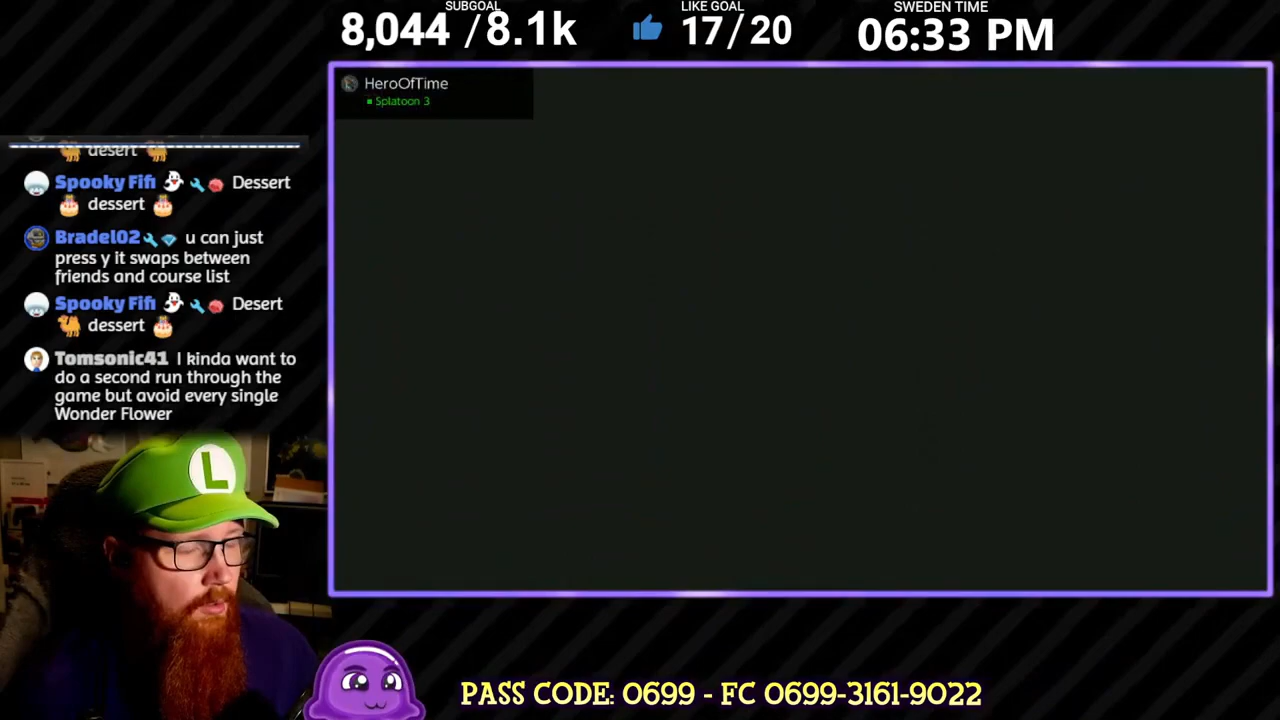 SUBGOAL
8,044 /8.1k
LIKE GOAL
17/20
SWEDEN TIME
06:33 PM
HeroOfTime
Splatoon 3
desert
Spooky Fifi Dessert
dessert
Bradel02 u can just
press y it swaps between
friends and course list
Spooky Fifi Desert
dessert
Tomsonic41 I kinda want to
do a second run through the
game but avoid every single
Wonder Flower
L
PASS CODE: 0699 - FC 0699-3161-9022